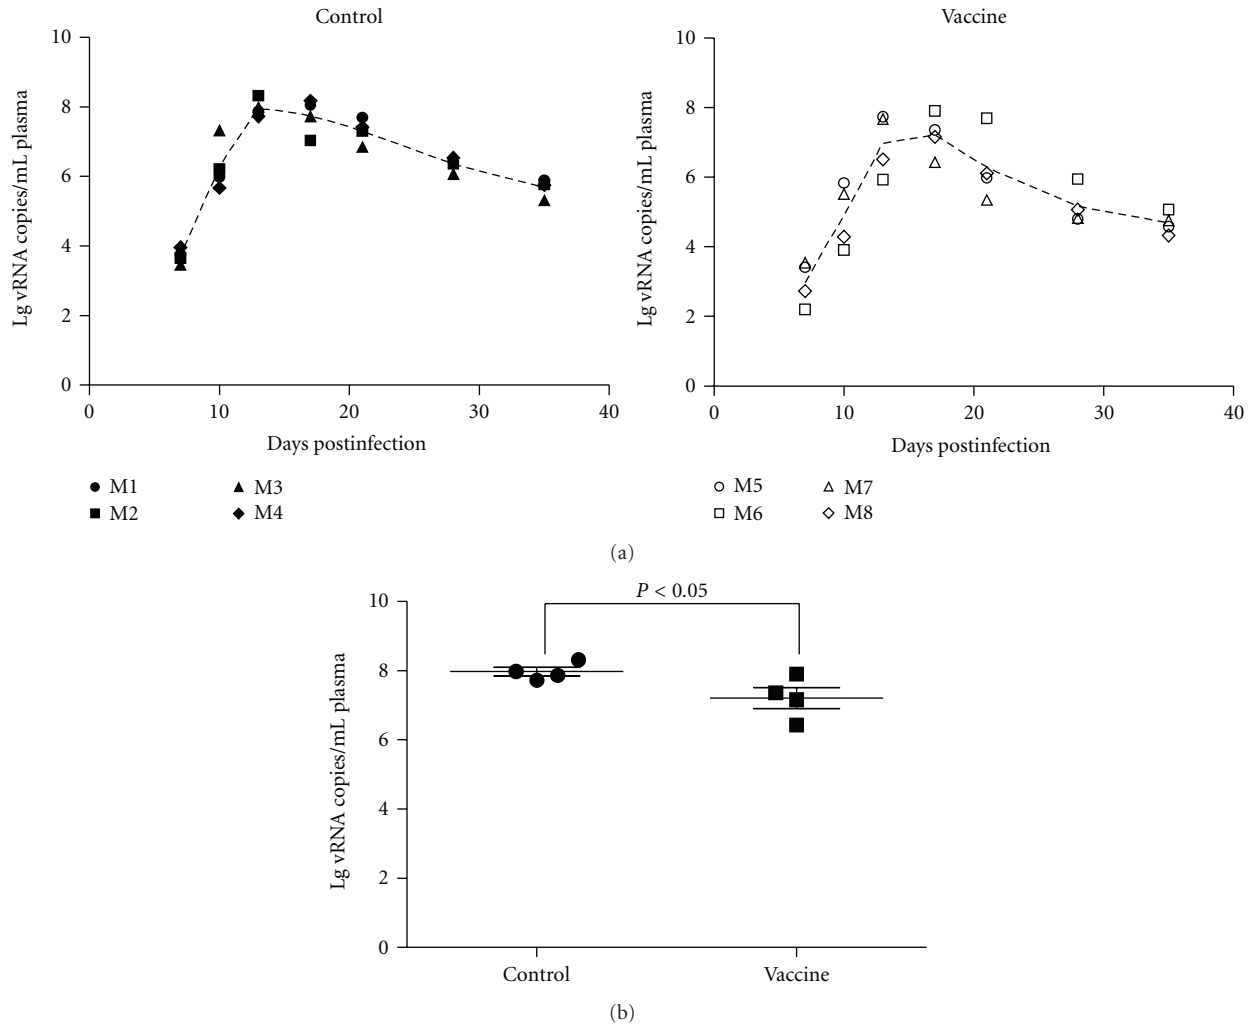 Control
10
8
6
4
2
0
Lg vRNA copies/mL plasma
0 10 20 30 40
Days postinfection
M1 M3
M2 M4
Vaccine
10
8
6
4
2
0
Lg vRNA copies/mL plasma
0 10 20 30 40
Days postinfection
M5 M7
M6 M8
(a)
P < 0.05
10
8
6
4
2
0
Lg vRNA copies/mL plasma
Control Vaccine
(b)